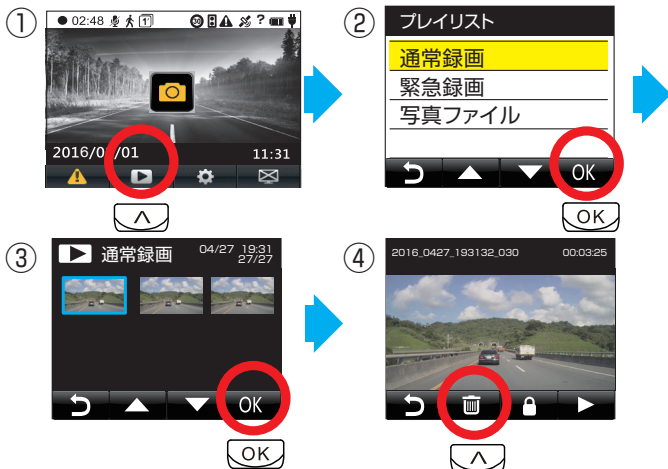 ①
02:48 1' 30 ?
2016/0 /01 11:31
②
プレイリスト
通常録画
緊急録画
写真ファイル
OK
OK
③
通常録画 04/27 19:31
27/27
OK
OK
④
2016_0427_193132_030 00:03:25